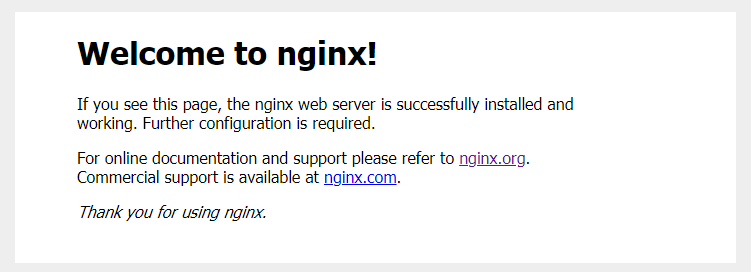 Welcome to nginx!
If you see this page, the nginx web server is successfully installed and
working. Further configuration is required.
For online documentation and support please refer to nginx.org.
Commercial support is available at nginx.com.
Thank you for using nginx.